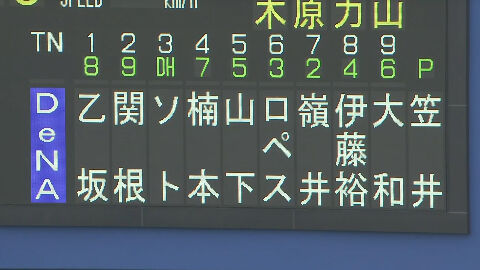 SPEED km/h
木原力山
TN 1 2 3 4 5 6 7 8 9
8 9 DH 7 5 3 2 4 6 P
DeNA 乙坂 関根 ソト 楠本 山下 ロペス 嶺井 伊藤裕 大和 笠井